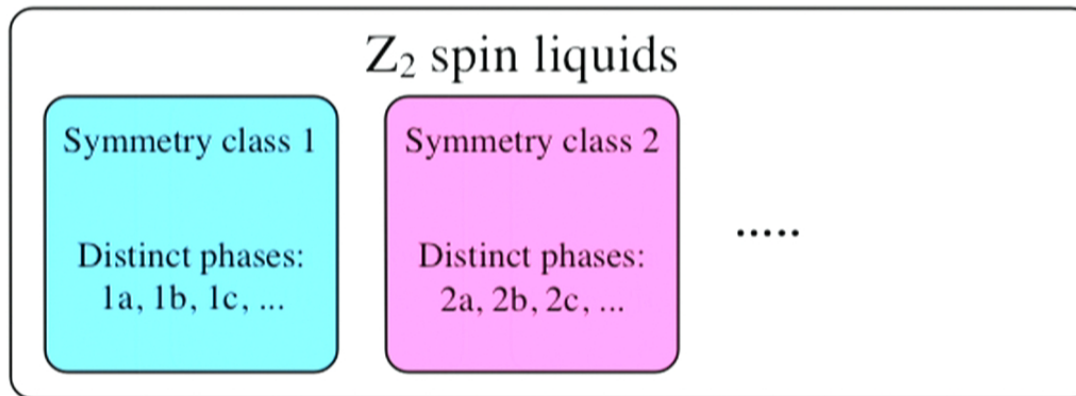 Z₂ spin liquids
Symmetry class 1
Distinct phases:
1a, 1b, 1c, ...
Symmetry class 2
Distinct phases:
2a, 2b, 2c, ...
.....